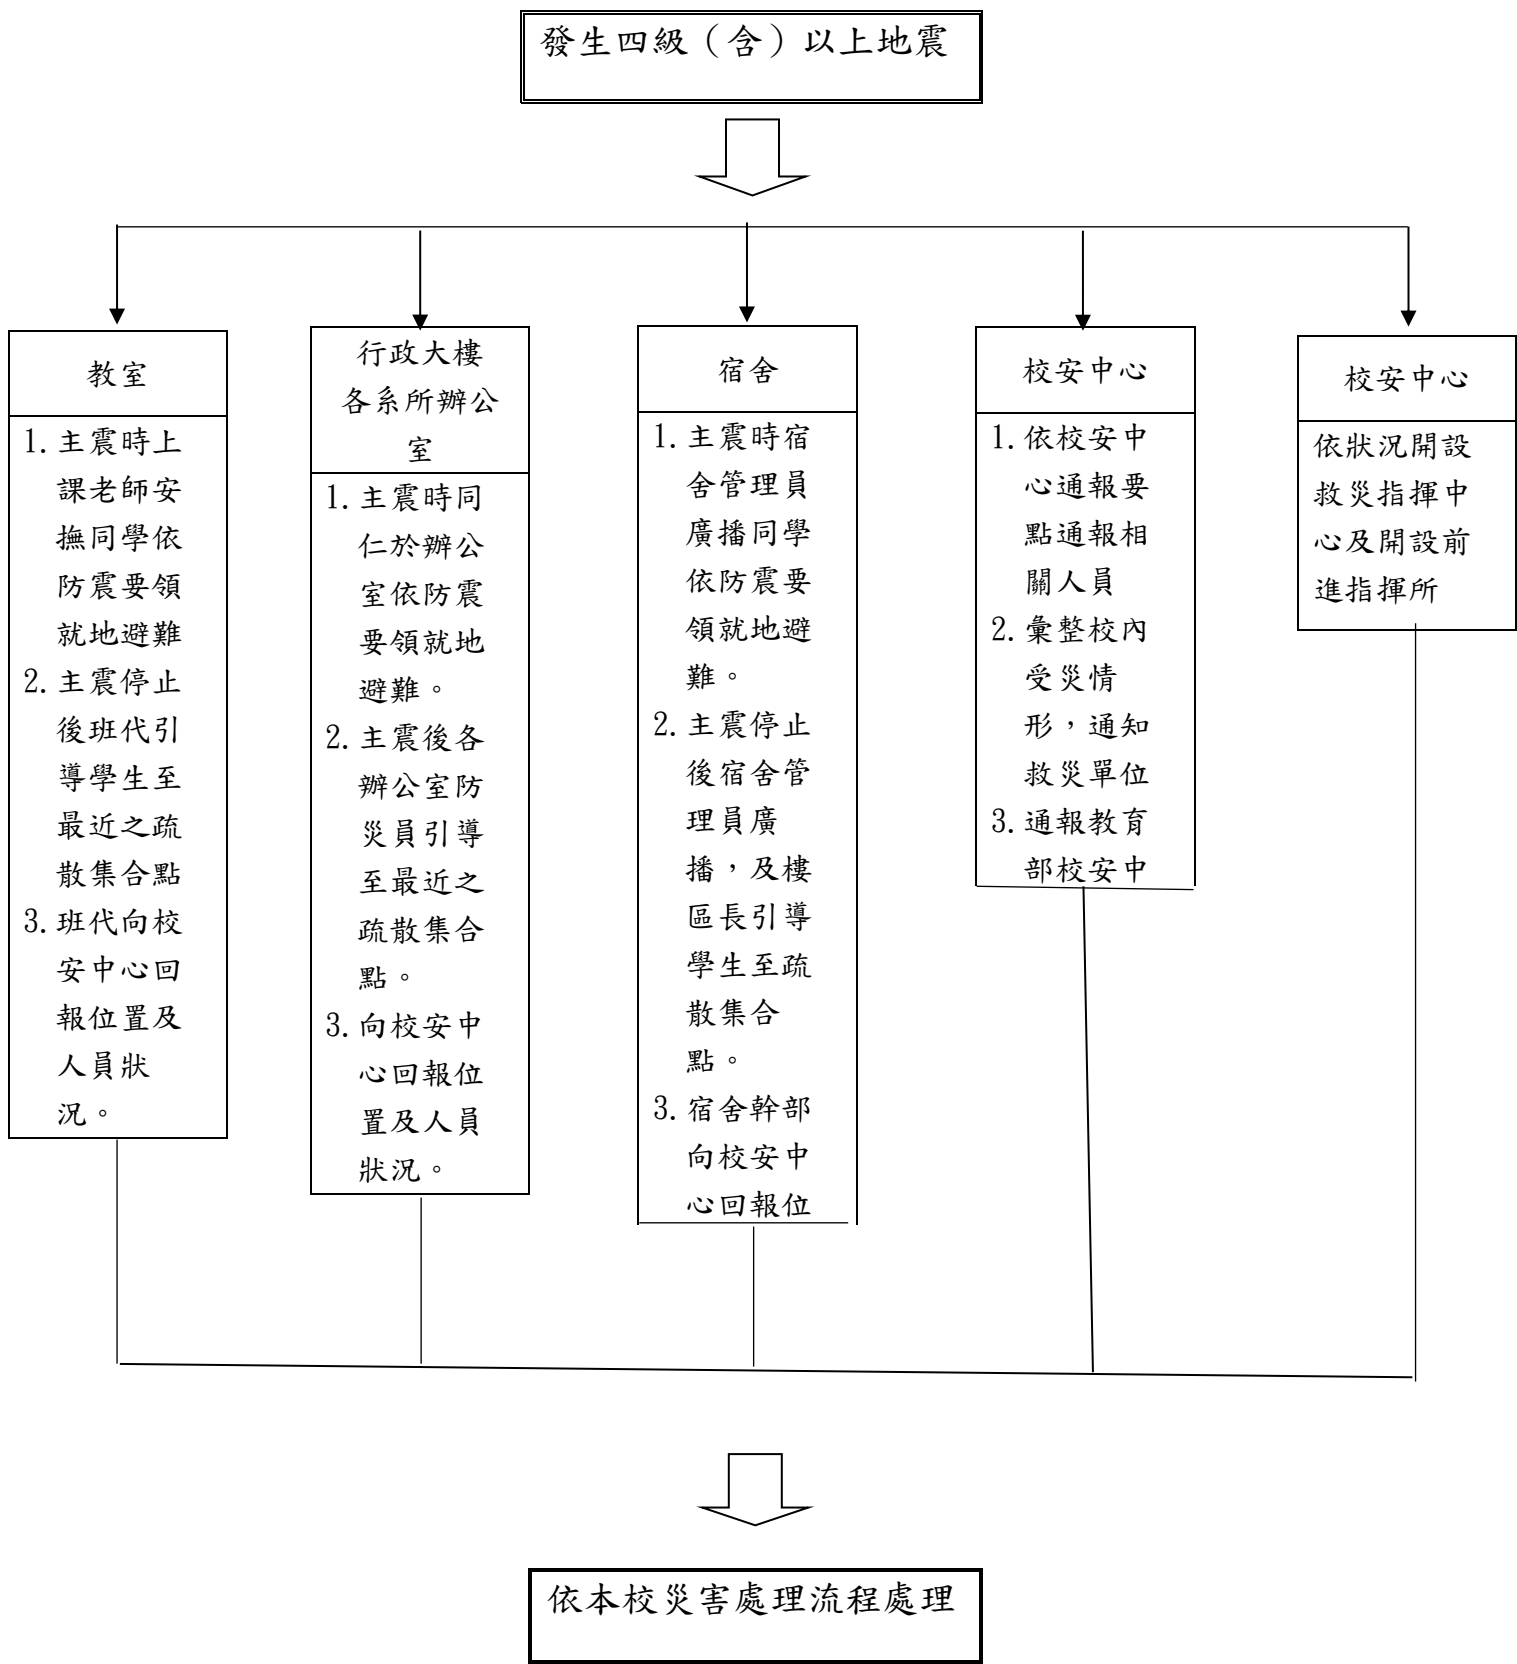 發生四級（含）以上地震
教室
1.主震時上
課老師安
撫同學依
防震要領
就地避難
2.主震停止
後班代引
導學生至
最近之疏
散集合點
3.班代向校
安中心回
報位置及
人員狀
況。
行政大樓
各系所辦公
室
1.主震時同
仁於辦公
室依防震
要領就地
避難。
2.主震後各
辦公室防
災員引導
至最近之
疏散集合
點。
3.向校安中
心回報位
置及人員
狀況。
宿舍
1.主震時宿
舍管理員
廣播同學
依防震要
領就地避
難。
2.主震停止
後宿舍管
理員廣
播，及樓
區長引導
學生至疏
散集合
點。
3.宿舍幹部
向校安中
心回報位
校安中心
1.依校安中
心通報要
點通報相
關人員
2.彙整校內
受災情
形，通知
救災單位
3.通報教育
部校安中
校安中心
依狀況開設
救災指揮中
心及開設前
進指揮所
依本校災害處理流程處理